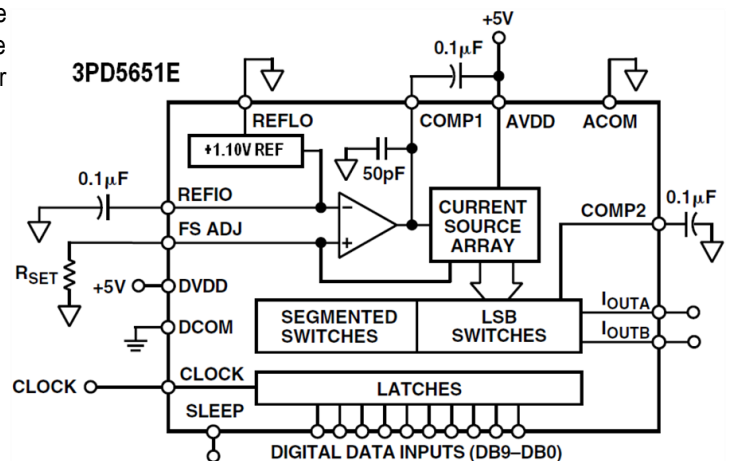 e
e
r
3PD5651E
+5V
0.1µF
REFLO
COMP1
AVDD
ACOM
+1.10V REF
50pF
0.1µF
REFIO
FS ADJ
CURRENT
SOURCE
ARRAY
COMP2
0.1µF
RSET
+5V
DVDD
DCOM
SEGMENTED
SWITCHES
LSB
SWITCHES
IOUTA
IOUTB
CLOCK
CLOCK
LATCHES
SLEEP
DIGITAL DATA INPUTS (DB9–DB0)